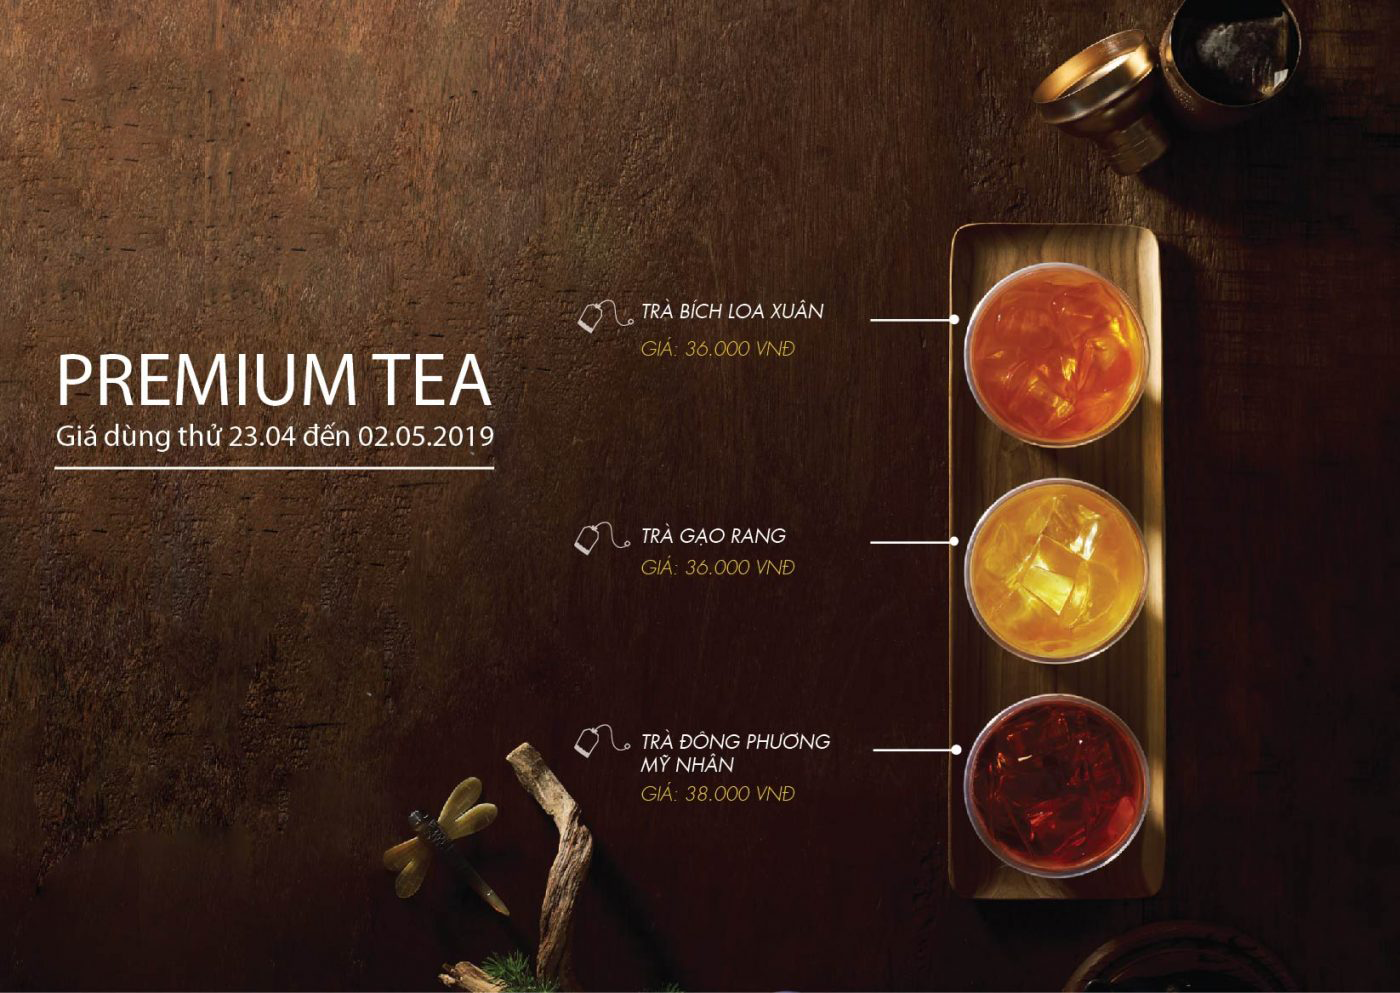 PREMIUM TEA
Giá dùng thử 23.04 đến 02.05.2019
TRÀ BÍCH LOA XUÂN
GIÁ: 36.000 VNĐ
TRÀ GẠO RANG
GIÁ: 36.000 VNĐ
TRÀ ĐÔNG PHƯƠNG
MỸ NHÂN
GIÁ: 38.000 VNĐ